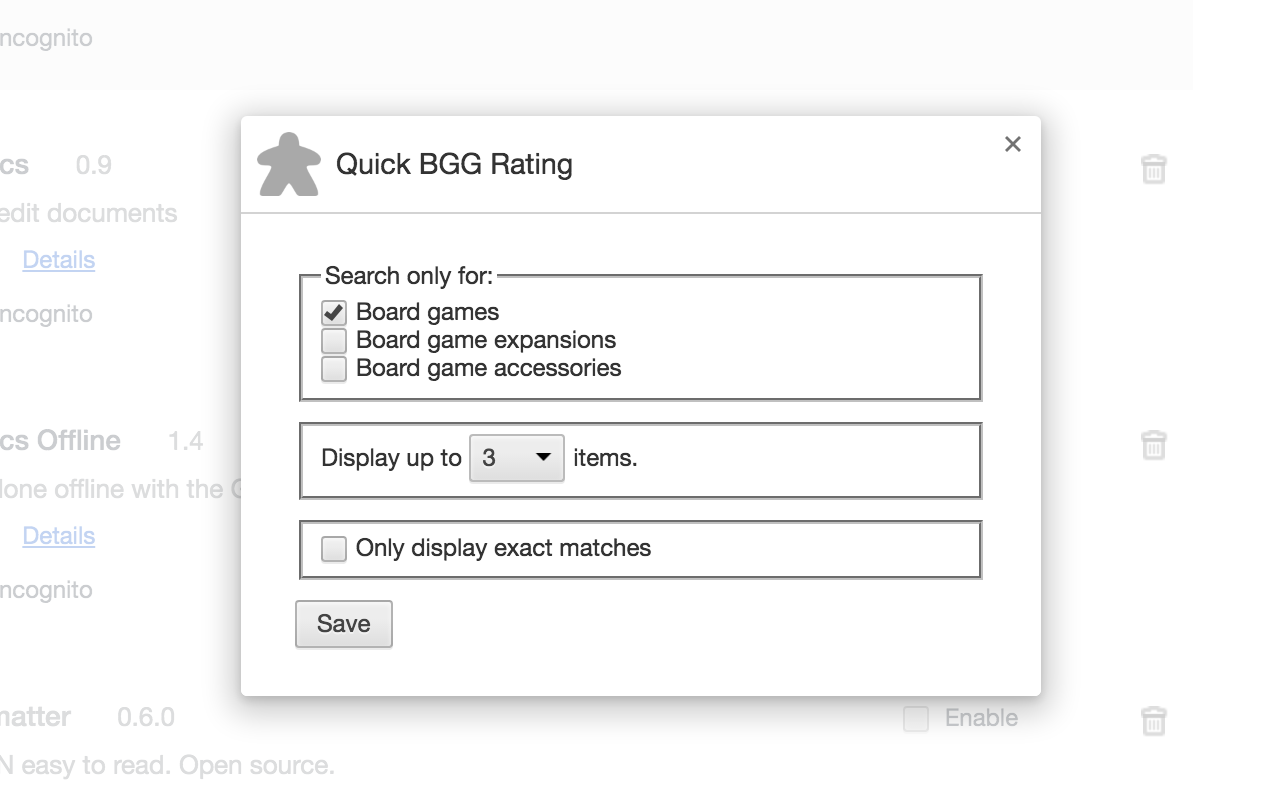 ncognito
Quick BGG Rating
cs 0.9
edit documents
Details
Search only for:
ncognito
Board games
Board game expansions
Board game accessories
cs Offline 1.4
Display up to 3 items.
lone offline with the G
Details
Only display exact matches
ncognito
Save
natter 0.6.0
Enable
N easy to read. Open source.